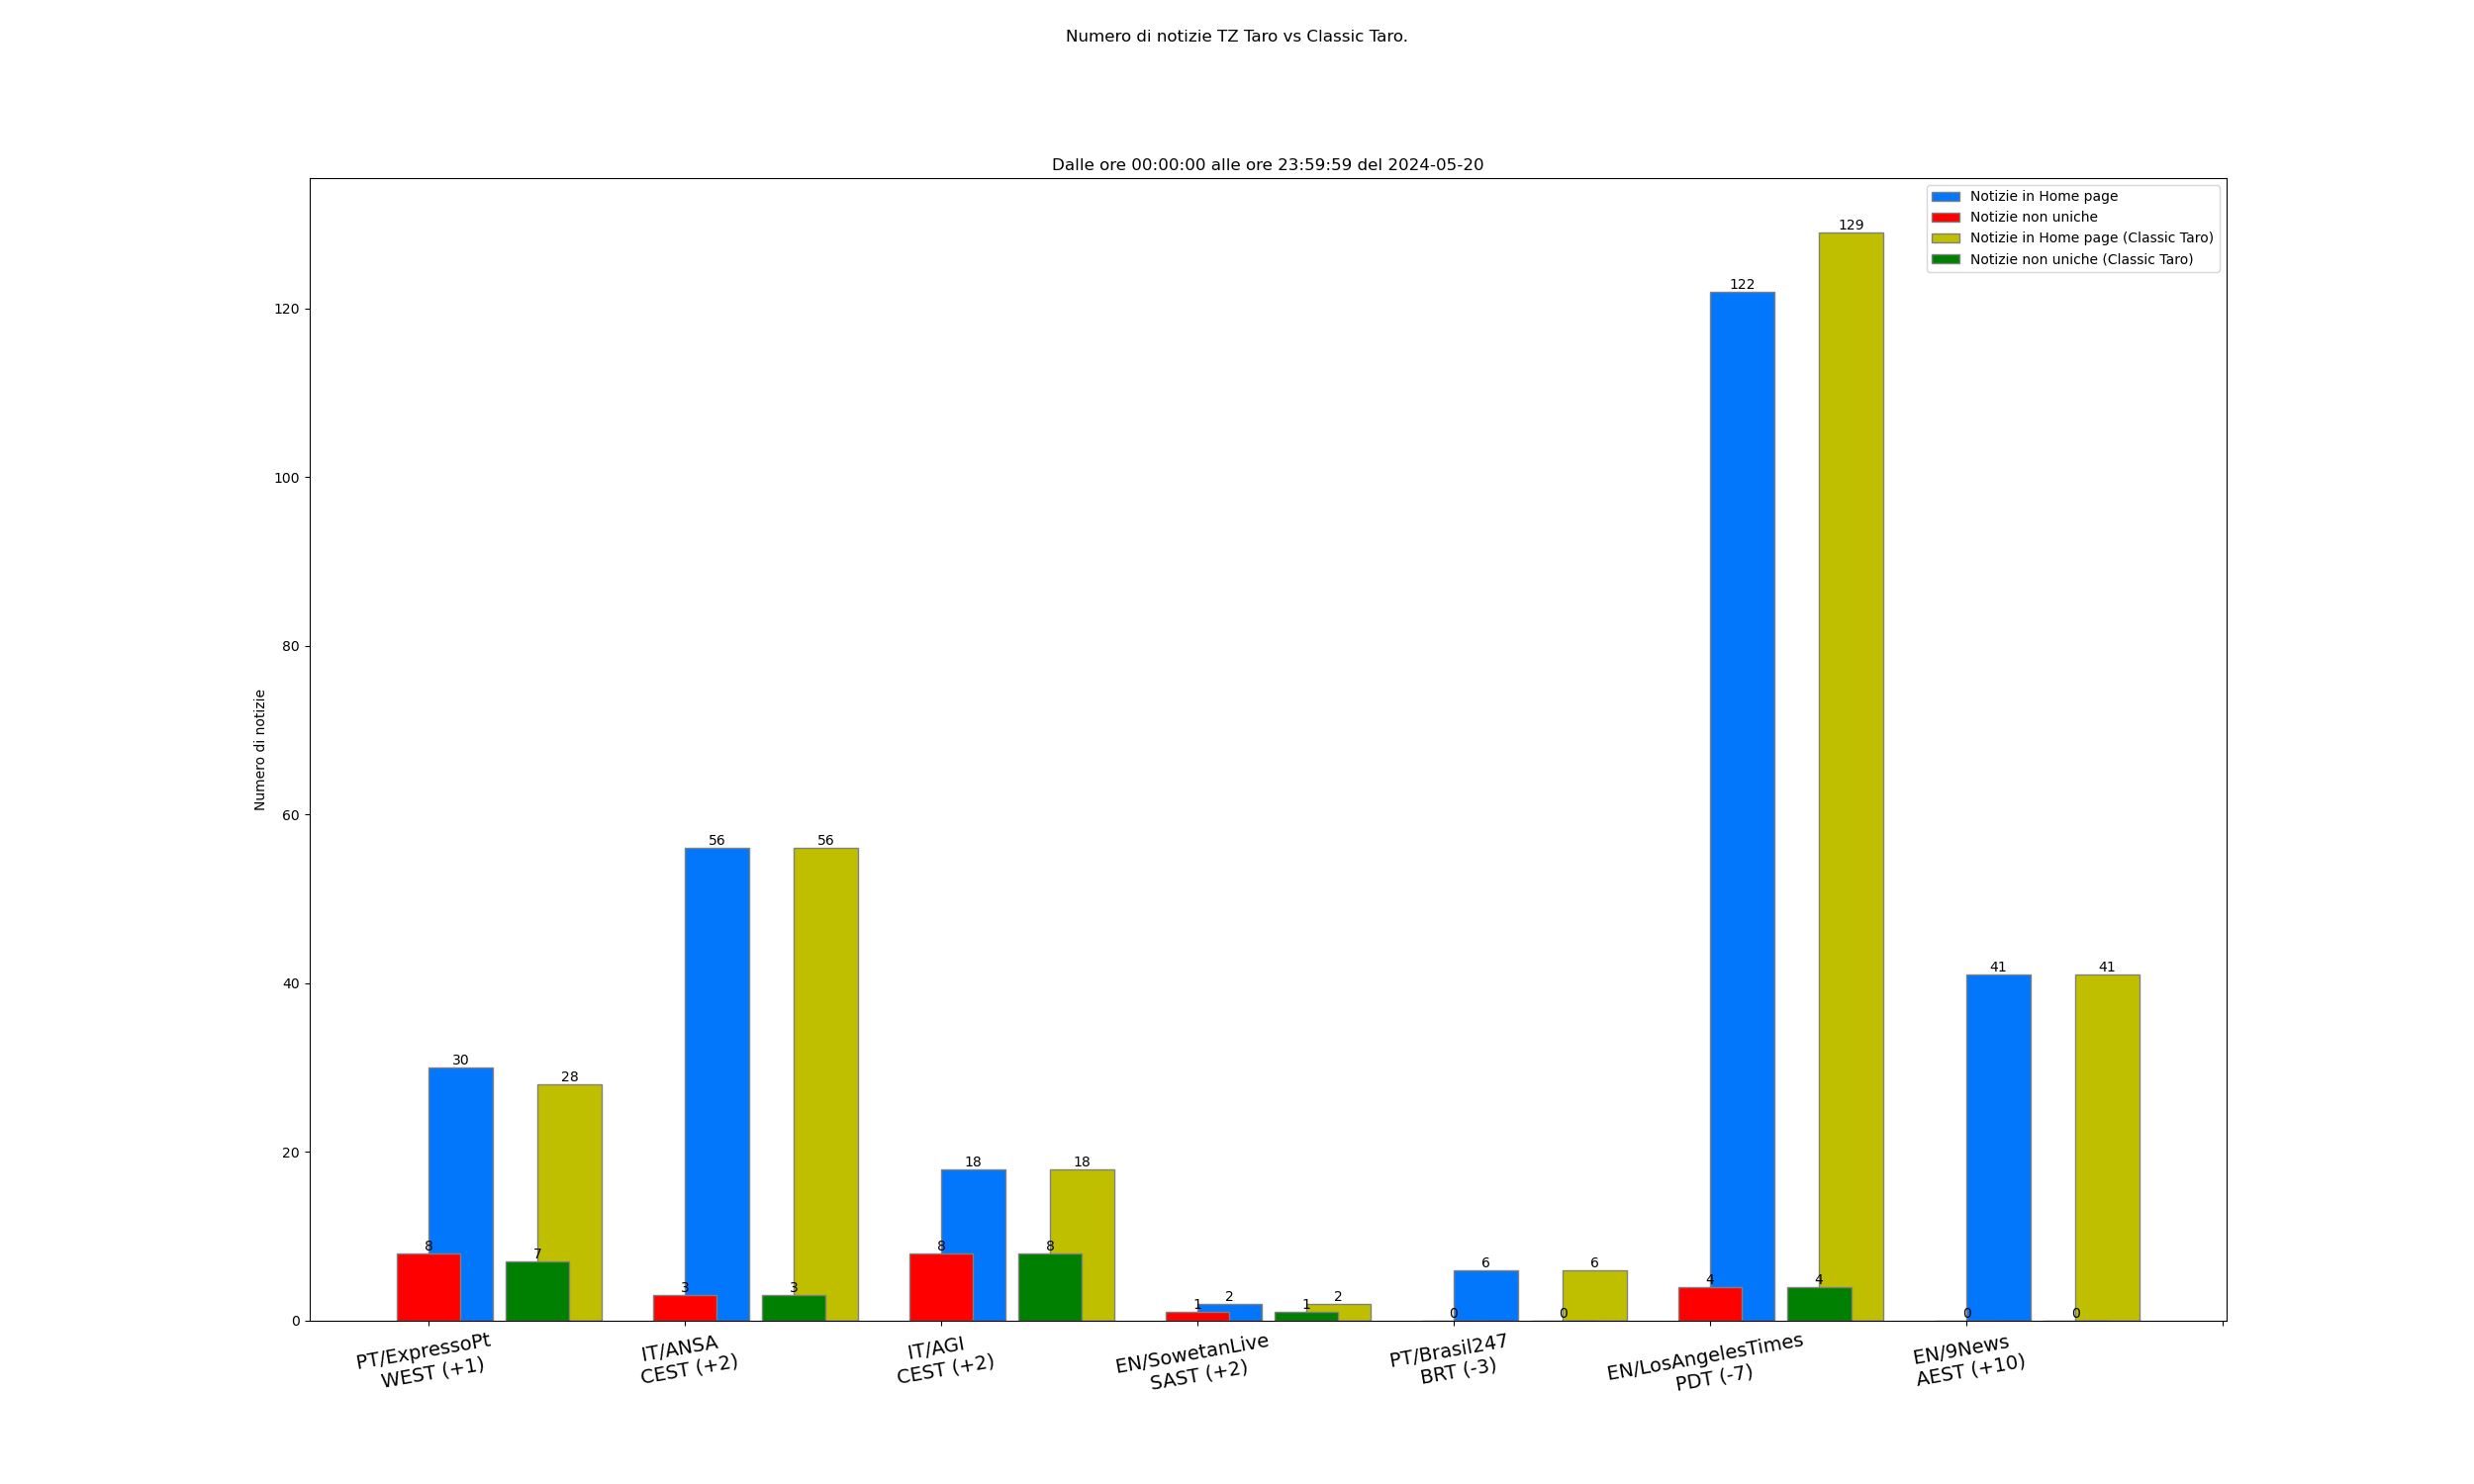 Numero di notizie TZ Taro vs Classic Taro.
Dalle ore 00:00:00 alle ore 23:59:59 del 2024-05-20
Notizie in Home page
Notizie non uniche
Notizie in Home page (Classic Taro)
Notizie non uniche (Classic Taro)
Numero di notizie
120
100
80
60
40
20
0
8
30
7
28
3
56
3
56
8
18
8
18
1
2
1
2
0
6
0
6
4
122
4
129
0
41
0
41
PT/ExpressoPt
WEST (+1)
IT/ANSA
CEST (+2)
IT/AGI
CEST (+2)
EN/SowetanLive
SAST (+2)
PT/Brasil247
BRT (-3)
EN/LosAngelesTimes
PDT (-7)
EN/9News
AEST (+10)